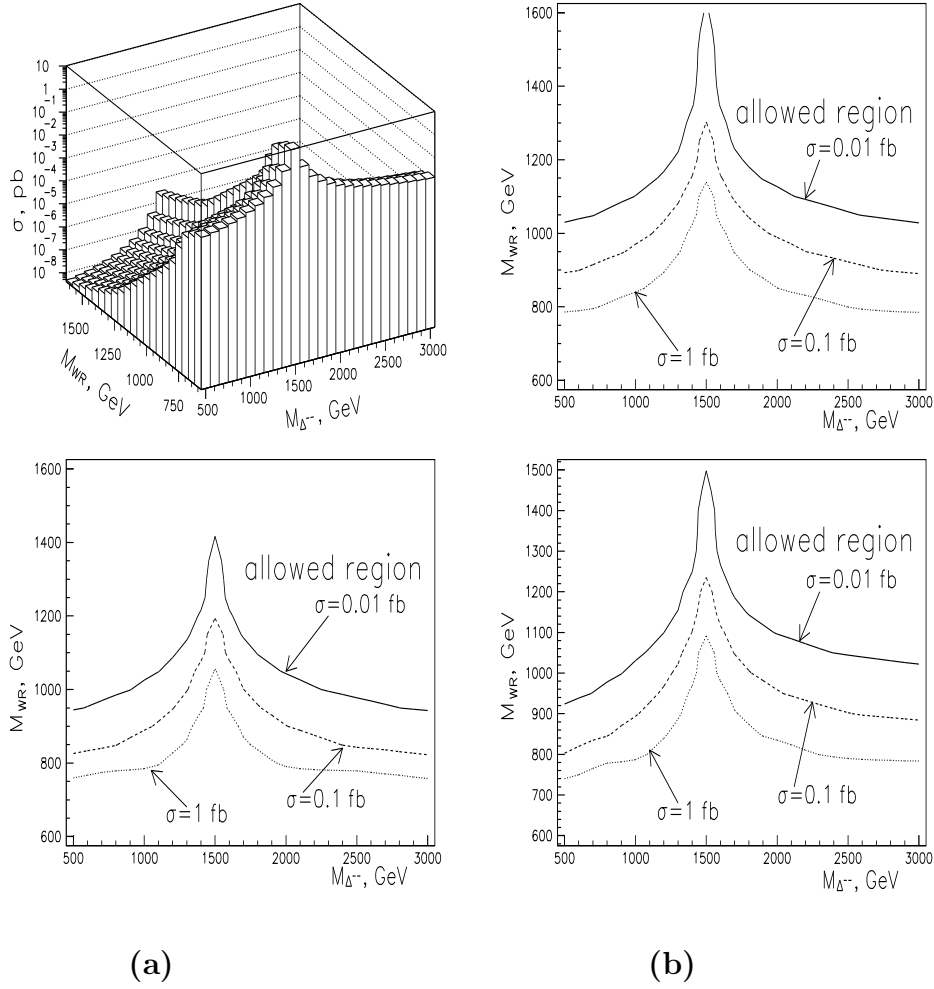 σ, pb
10
1
10⁻¹
10⁻²
10⁻³
10⁻⁴
10⁻⁵
10⁻⁶
10⁻⁷
10⁻⁸
1500
1250
1000
750
M_WR, GeV
500
1000
1500
2000
2500
3000
M_Δ⁻⁻, GeV
M_WR, GeV
1600
1400
1200
1000
800
600
allowed region
σ=0.01 fb
σ=1 fb
σ=0.1 fb
500 1000 1500 2000 2500 3000
M_Δ⁻⁻, GeV
M_WR, GeV
1600
1400
1200
1000
800
600
allowed region
σ=0.01 fb
σ=0.1 fb
σ=1 fb
500 1000 1500 2000 2500 3000
M_Δ⁻⁻, GeV
M_WR, GeV
1500
1400
1300
1200
1100
1000
900
800
700
600
allowed region
σ=0.01 fb
σ=0.1 fb
σ=1 fb
500 1000 1500 2000 2500 3000
M_Δ⁻⁻, GeV
(a) (b)